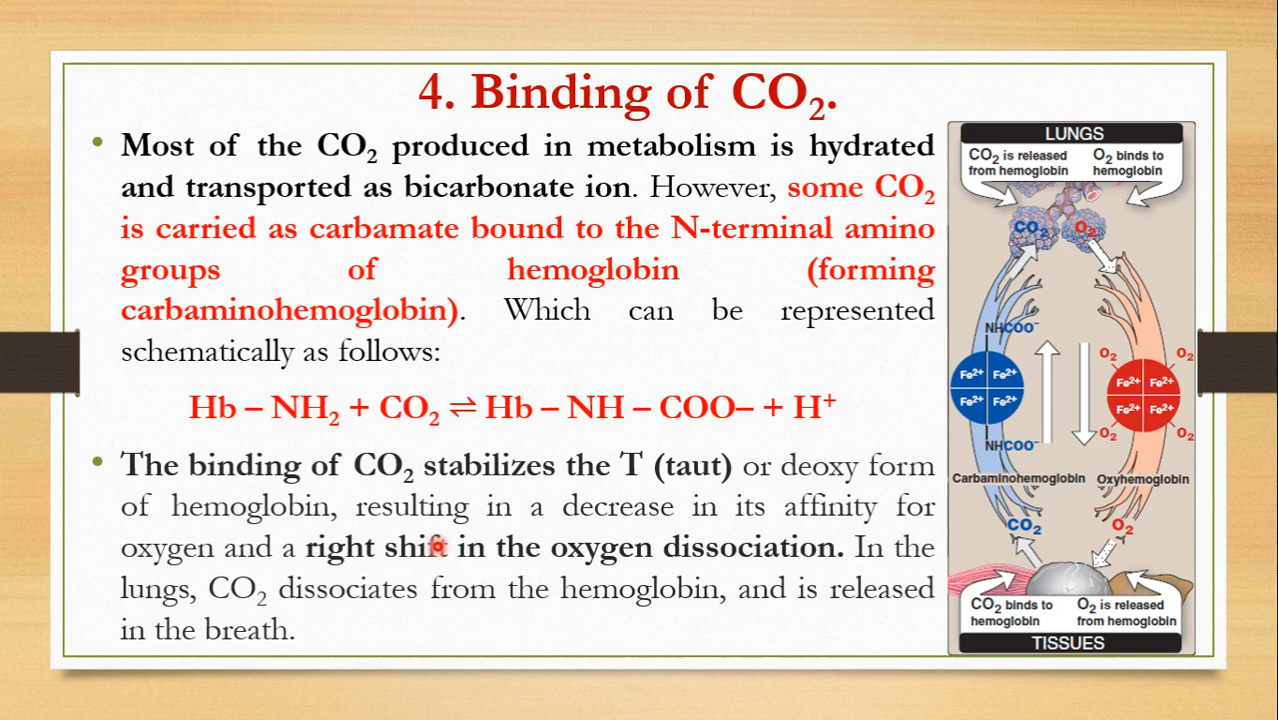 4. Binding of CO₂.
• Most of the CO₂ produced in metabolism is hydrated
and transported as bicarbonate ion. However, some CO₂
is carried as carbamate bound to the N-terminal amino
groups of hemoglobin (forming
carbaminohemoglobin). Which can be represented
schematically as follows:
Hb – NH₂ + CO₂ ⇌ Hb – NH – COO– + H⁺
• The binding of CO₂ stabilizes the T (taut) or deoxy form
of hemoglobin, resulting in a decrease in its affinity for
oxygen and a right shift in the oxygen dissociation. In the
lungs, CO₂ dissociates from the hemoglobin, and is released
in the breath.
LUNGS
CO₂ is released
from hemoglobin
O₂ binds to
hemoglobin
CO₂
O₂
NHCOO⁻
O₂ O₂
Fe²⁺ Fe²⁺
Fe²⁺ Fe²⁺
Fe²⁺ Fe²⁺
Fe²⁺ Fe²⁺
O₂ O₂
NHCOO⁻
Carbaminohemoglobin
Oxyhemoglobin
CO₂
O₂
CO₂ binds to
hemoglobin
O₂ is released
from hemoglobin
TISSUES